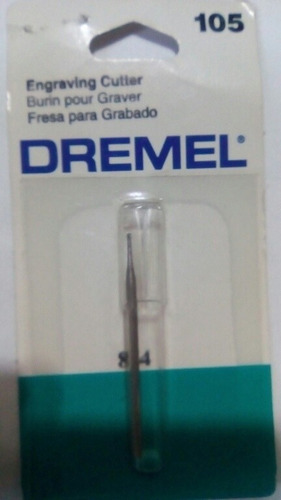 105
Engraving Cutter
Burin pour Graver
Fresa para Grabado
DREMEL®